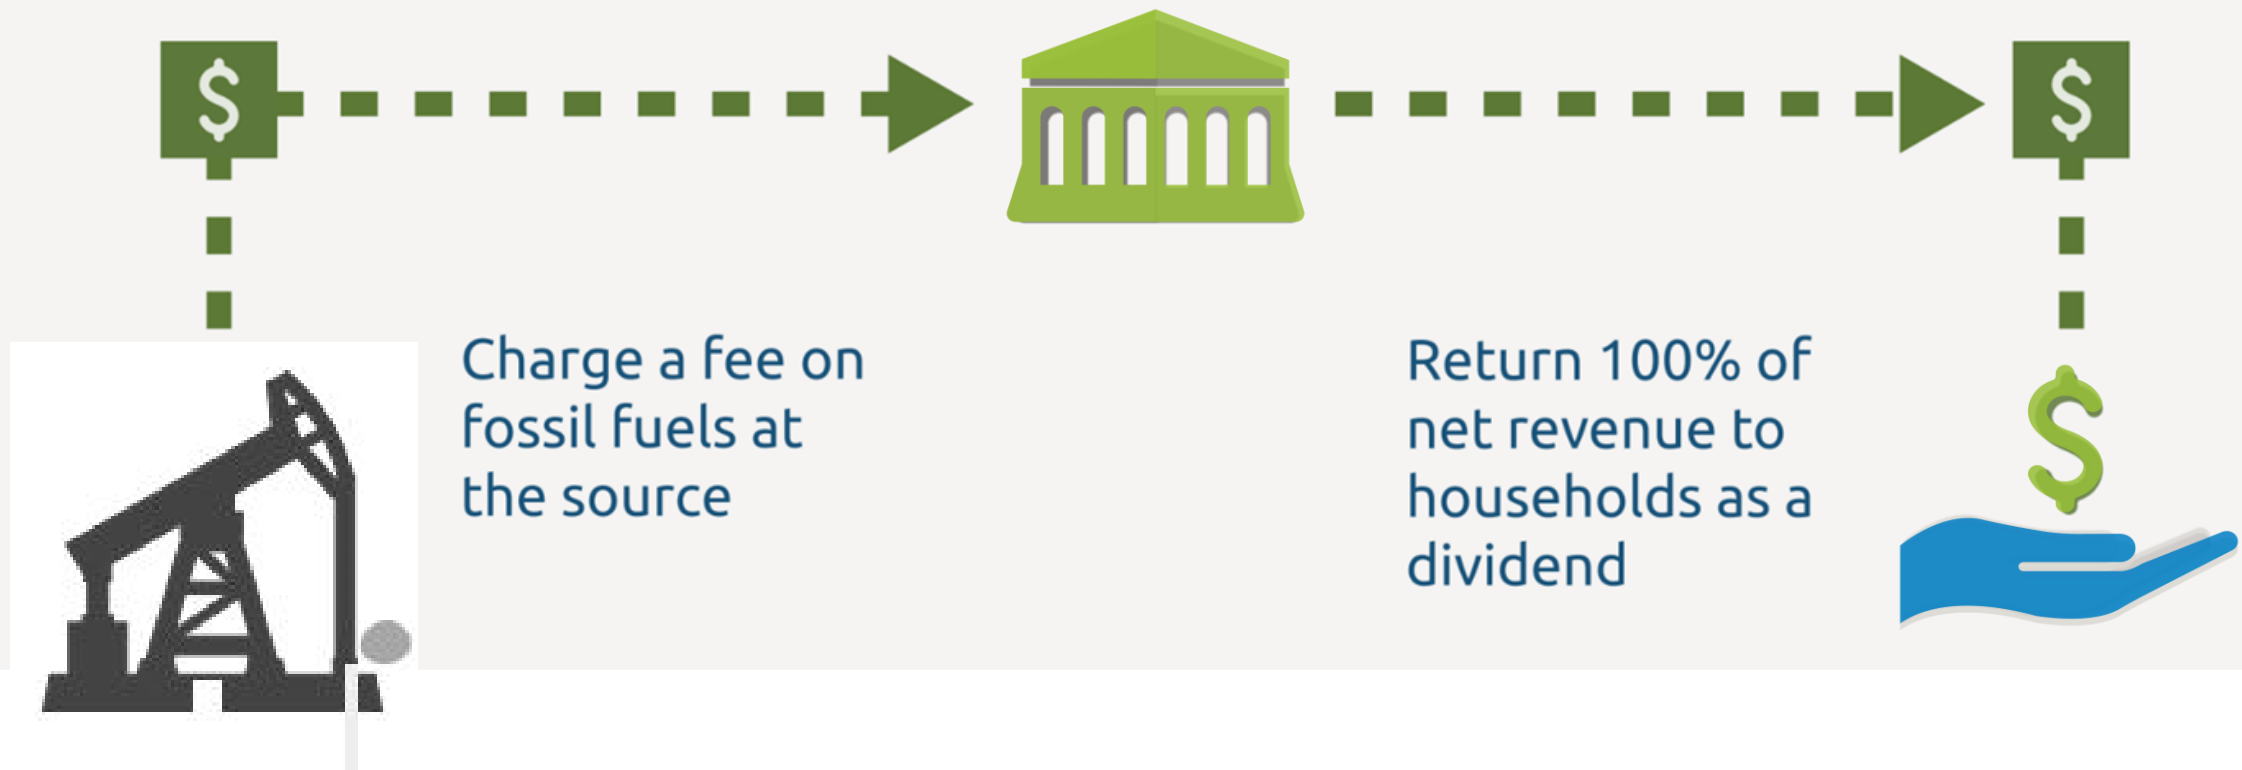 $
$
Charge a fee on
fossil fuels at
the source
Return 100% of
net revenue to
households as a
dividend
$